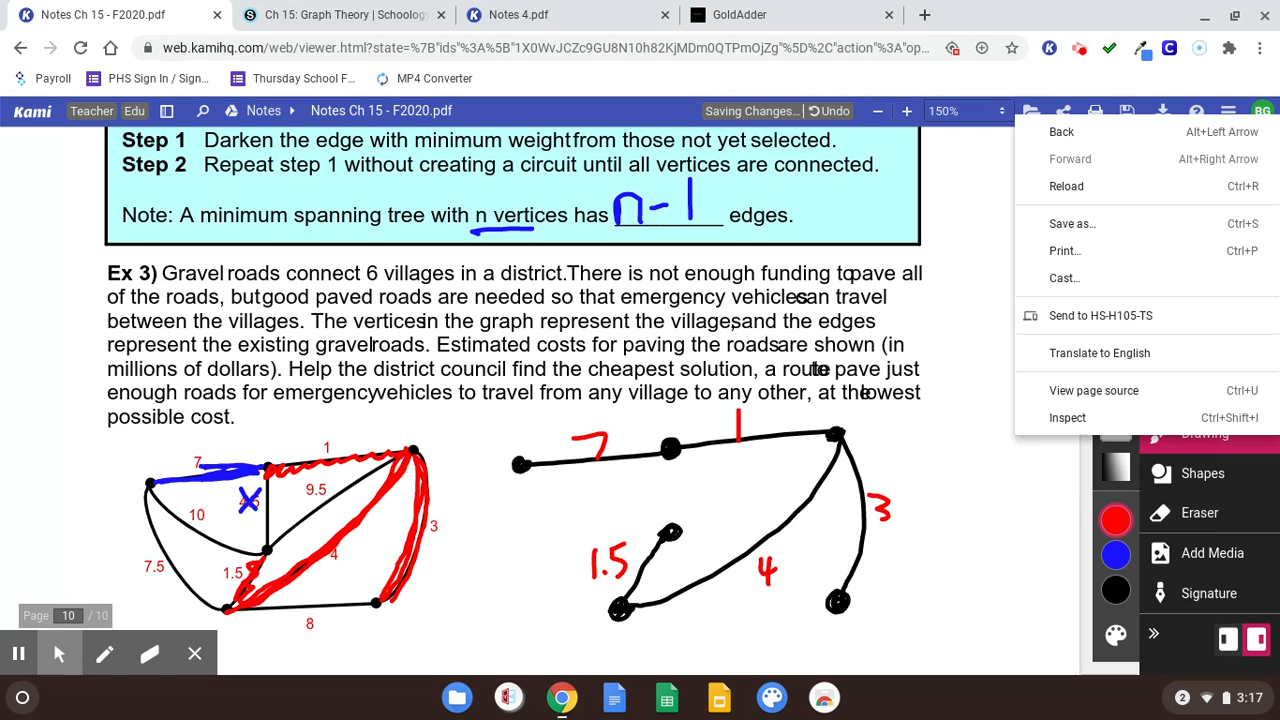 Notes Ch 15 - F2020.pdf
Ch 15: Graph Theory | Schoology
Notes 4.pdf
GoldAdder
web.kamihq.com/web/viewer.html?state=%7B"ids"%3A%5B"1X0WvJCZc9GU8N10h82KjMDm0QTPmOjZg"%5D%2C"action"%3A"op...
Payroll
PHS Sign In / Sign...
Thursday School F...
MP4 Converter
Kami Teacher Edu Notes Notes Ch 15 - F2020.pdf Saving Changes... Undo 150% BG
Step 1 Darken the edge with minimum weight from those not yet selected.
Step 2 Repeat step 1 without creating a circuit until all vertices are connected.
Note: A minimum spanning tree with n vertices has n - 1 edges.
Ex 3) Gravel roads connect 6 villages in a district. There is not enough funding to pave all
of the roads, but good paved roads are needed so that emergency vehicles can travel
between the villages. The vertices in the graph represent the villages, and the edges
represent the existing gravel roads. Estimated costs for paving the roads are shown (in
millions of dollars). Help the district council find the cheapest solution, a route to pave just
enough roads for emergency vehicles to travel from any village to any other, at the lowest
possible cost.
7
1
9.5
10
3
4
7.5
1.5
8
7
1
3
1.5
4
Back Alt+Left Arrow
Forward Alt+Right Arrow
Reload Ctrl+R
Save as... Ctrl+S
Print... Ctrl+P
Cast...
Send to HS-H105-TS
Translate to English
View page source Ctrl+U
Inspect Ctrl+Shift+I
Drawing
Shapes
Eraser
Add Media
Signature
Page 10 / 10
2 3:17